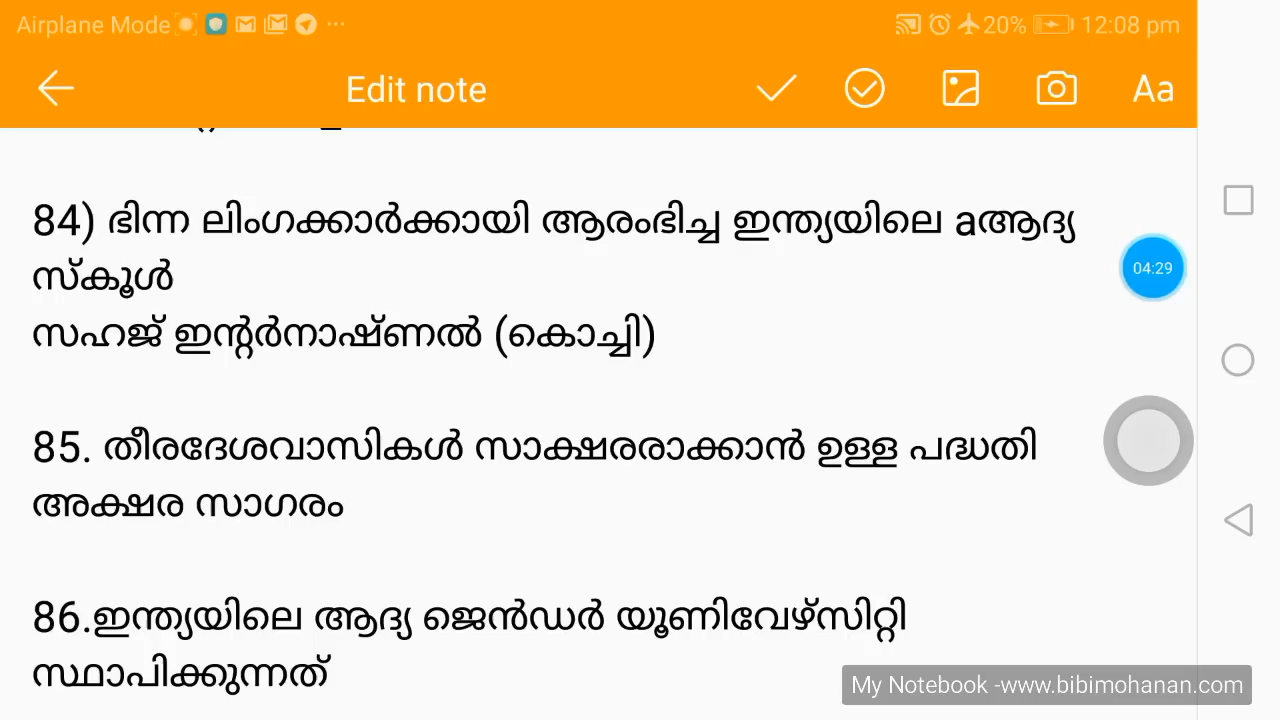 Airplane Mode ... 20% 12:08 pm
Edit note Aa
84) ഭിന്ന ലിംഗക്കാർക്കായി ആരംഭിച്ച ഇന്ത്യയിലെ aആദ്യ
സ്കൂൾ
04:29
സഹജ് ഇന്റർനാഷ്ണൽ (കൊച്ചി)
85. തീരദേശവാസികൾ സാക്ഷരരാക്കാൻ ഉള്ള പദ്ധതി
അക്ഷര സാഗരം
86.ഇന്ത്യയിലെ ആദ്യ ജെൻഡർ യൂണിവേഴ്സിറ്റി
സ്ഥാപിക്കുന്നത്
My Notebook -www.bibimohanan.com